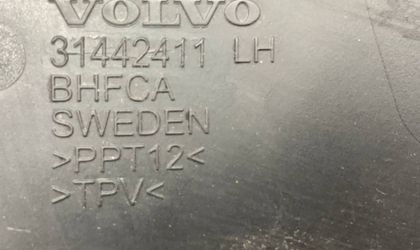 VOLVO
31442411 LH
BHFCA
SWEDEN
>PPT12<
>TPV<